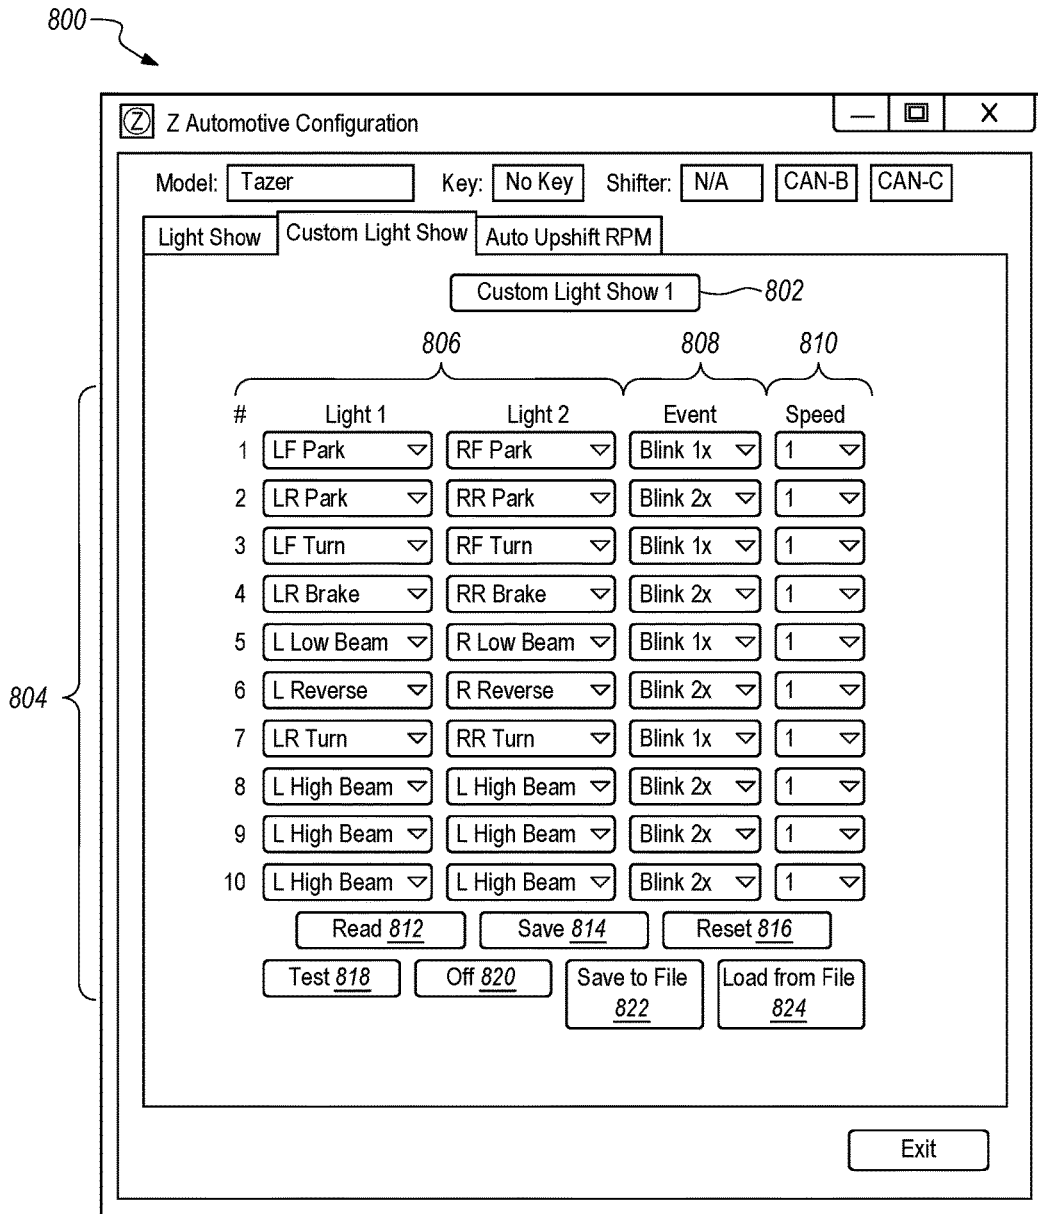 800
Z Z Automotive Configuration X
Model: Tazer Key: No Key Shifter: N/A CAN-B CAN-C
Light Show Custom Light Show Auto Upshift RPM
Custom Light Show 1 802
806 808 810
# Light 1 Light 2 Event Speed
1 LF Park RF Park Blink 1x 1
2 LR Park RR Park Blink 2x 1
3 LF Turn RF Turn Blink 1x 1
4 LR Brake RR Brake Blink 2x 1
5 L Low Beam R Low Beam Blink 1x 1
804
6 L Reverse R Reverse Blink 2x 1
7 LR Turn RR Turn Blink 1x 1
8 L High Beam L High Beam Blink 2x 1
9 L High Beam L High Beam Blink 2x 1
10 L High Beam L High Beam Blink 2x 1
Read 812 Save 814 Reset 816
Test 818 Off 820 Save to File 822 Load from File 824
Exit